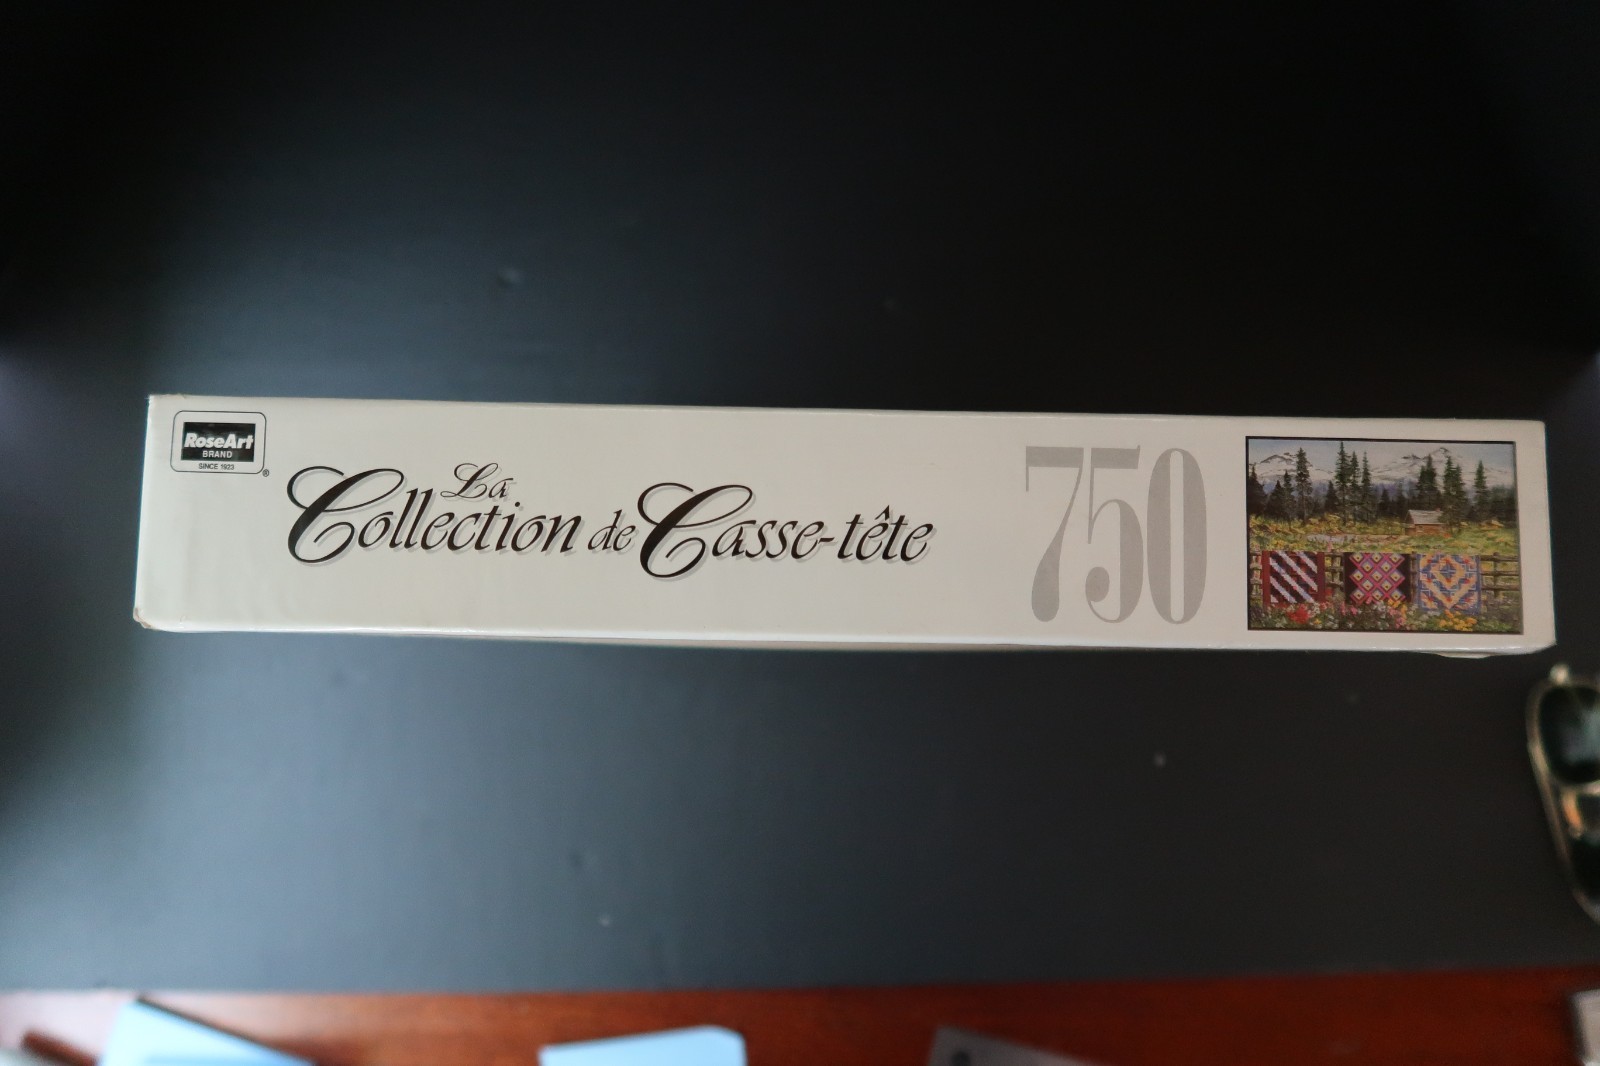 RoseArt
BRAND
SINCE 1923
®
La
Collection de Casse-tête
750